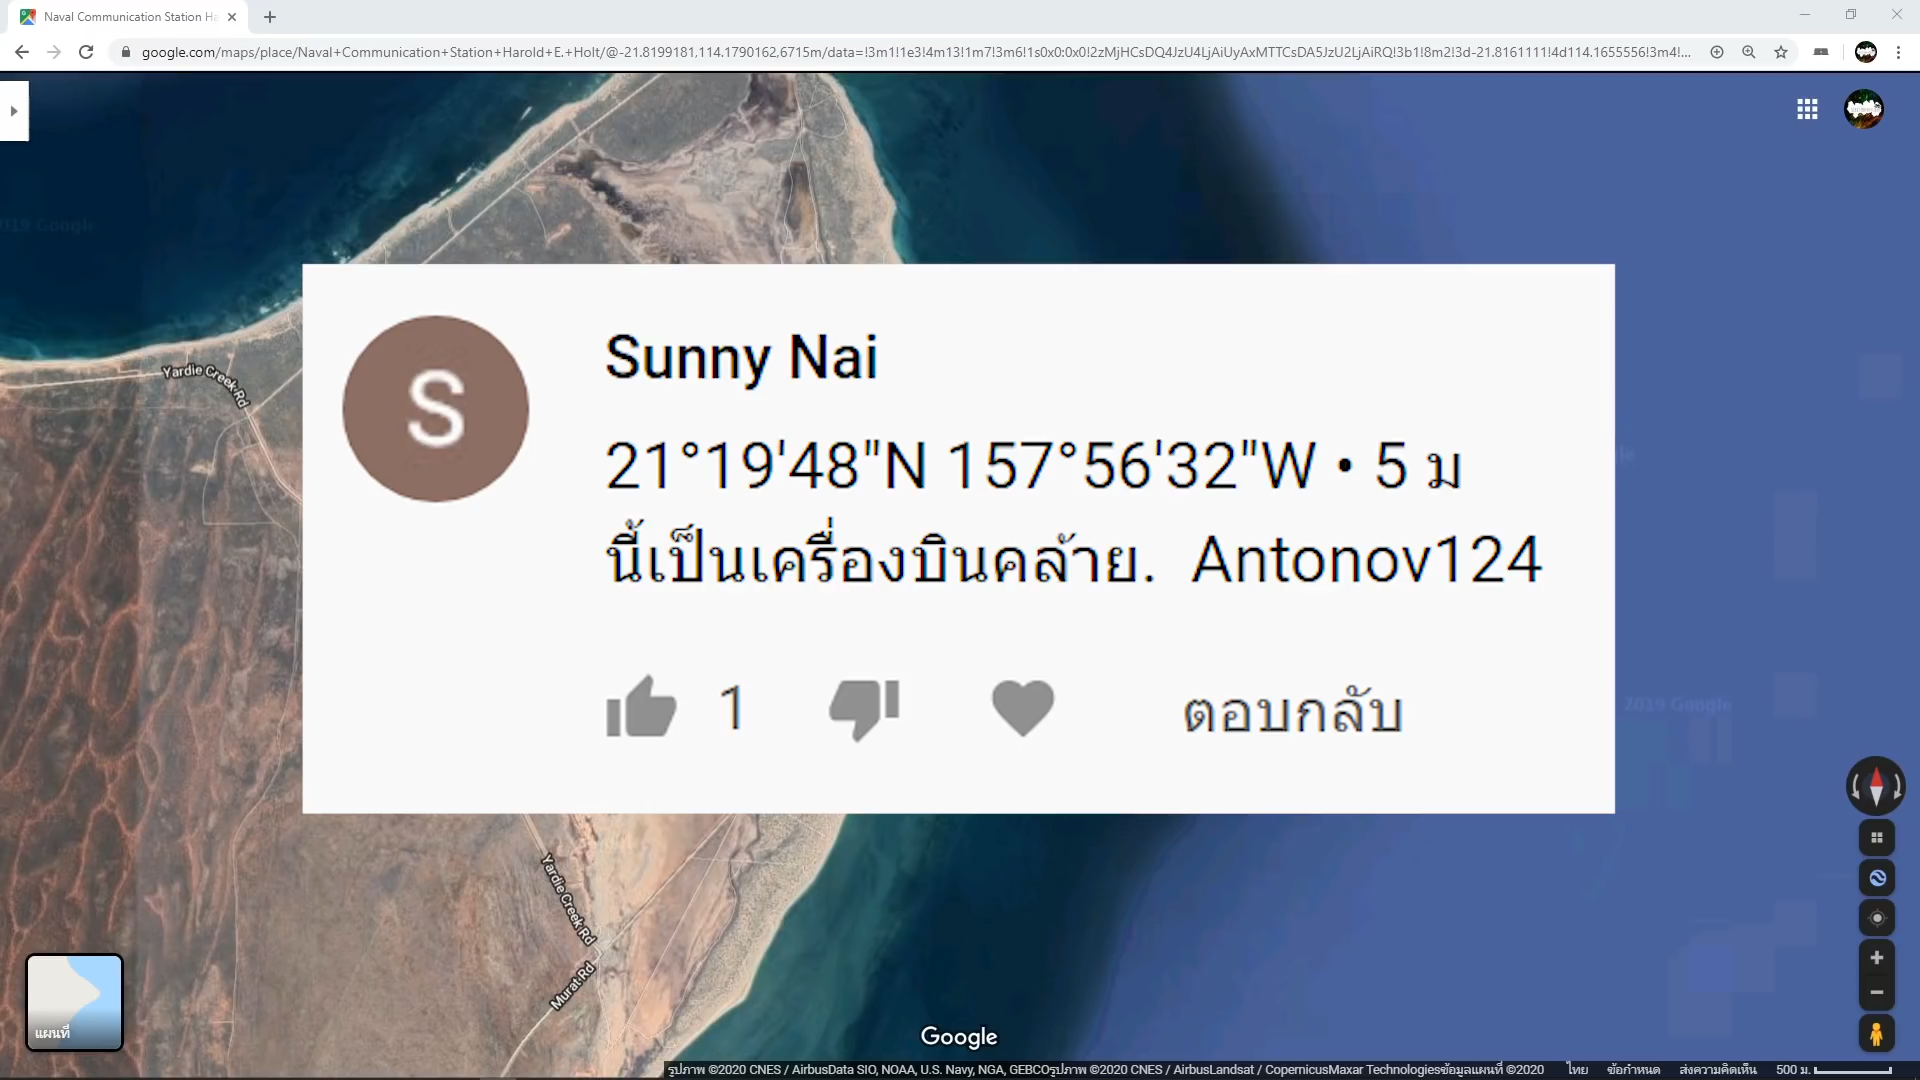 Naval Communication Station Ha
google.com/maps/place/Naval+Communication+Station+Harold+E.+Holt/@-21.8199181,114.1790162,6715m/data=!3m1!1e3!4m13!1m7!3m6!1s0x0:0x0!2zMjHCsDQ4JzU4LjAiUyAxMTTCsDA5JzU2LjAiRQ!3b1!8m2!3d-21.8161111!4d114.1655556!3m4!...
2019 Google
Yardie Creek Rd
Sunny Nai
S
21°19'48"N 157°56'32"W • 5 ม
นี้เป็นเครื่องบินคล้าย. Antonov124
1
ตอบกลับ
2019 Google
Yardie Creek Rd
Murat Rd
แผนที่
Google
รูปภาพ ©2020 CNES / AirbusData SIO, NOAA, U.S. Navy, NGA, GEBCOรูปภาพ ©2020 CNES / AirbusLandsat / CopernicusMaxar Technologiesข้อมูลแผนที่ ©2020 ไทย ข้อกำหนด ส่งความคิดเห็น 500 ม.